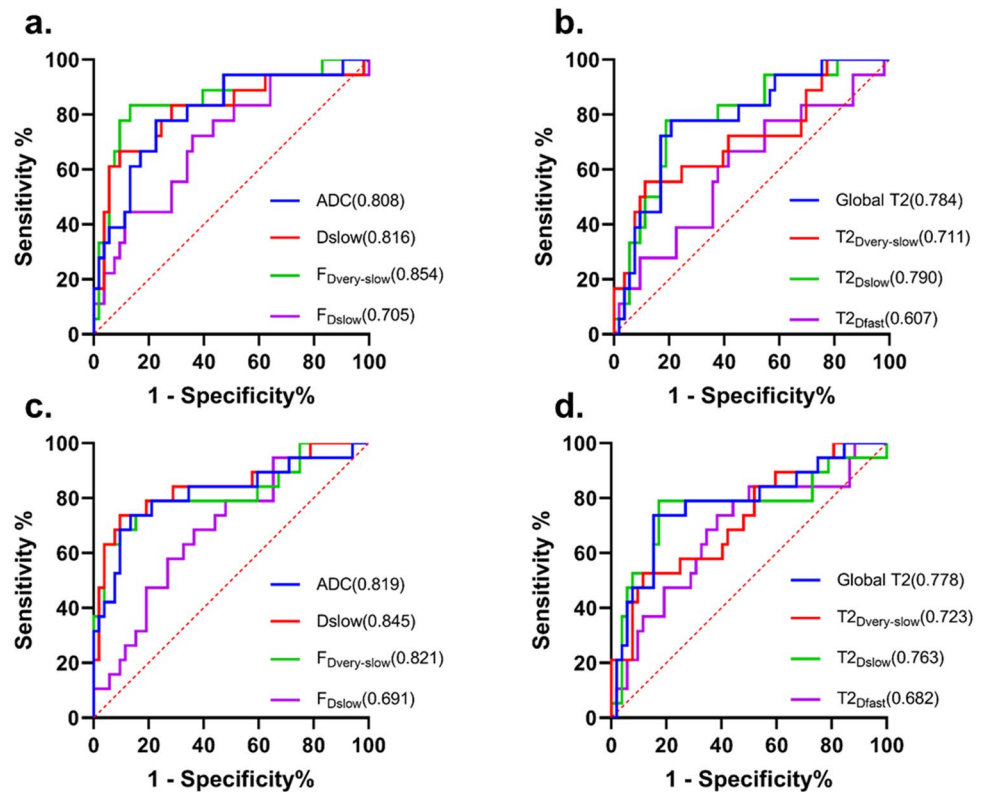 a.
100
80
60
40
20
0
Sensitivity %
ADC(0.808)
Dslow(0.816)
FDvery-slow(0.854)
FDslow(0.705)
0 20 40 60 80 100
1 - Specificity%
b.
100
80
60
40
20
0
Sensitivity %
Global T2(0.784)
T2Dvery-slow(0.711)
T2Dslow(0.790)
T2Dfast(0.607)
0 20 40 60 80 100
1 - Specificity%
c.
100
80
60
40
20
0
Sensitivity %
ADC(0.819)
Dslow(0.845)
FDvery-slow(0.821)
FDslow(0.691)
0 20 40 60 80 100
1 - Specificity%
d.
100
80
60
40
20
0
Sensitivity %
Global T2(0.778)
T2Dvery-slow(0.723)
T2Dslow(0.763)
T2Dfast(0.682)
0 20 40 60 80 100
1 - Specificity%